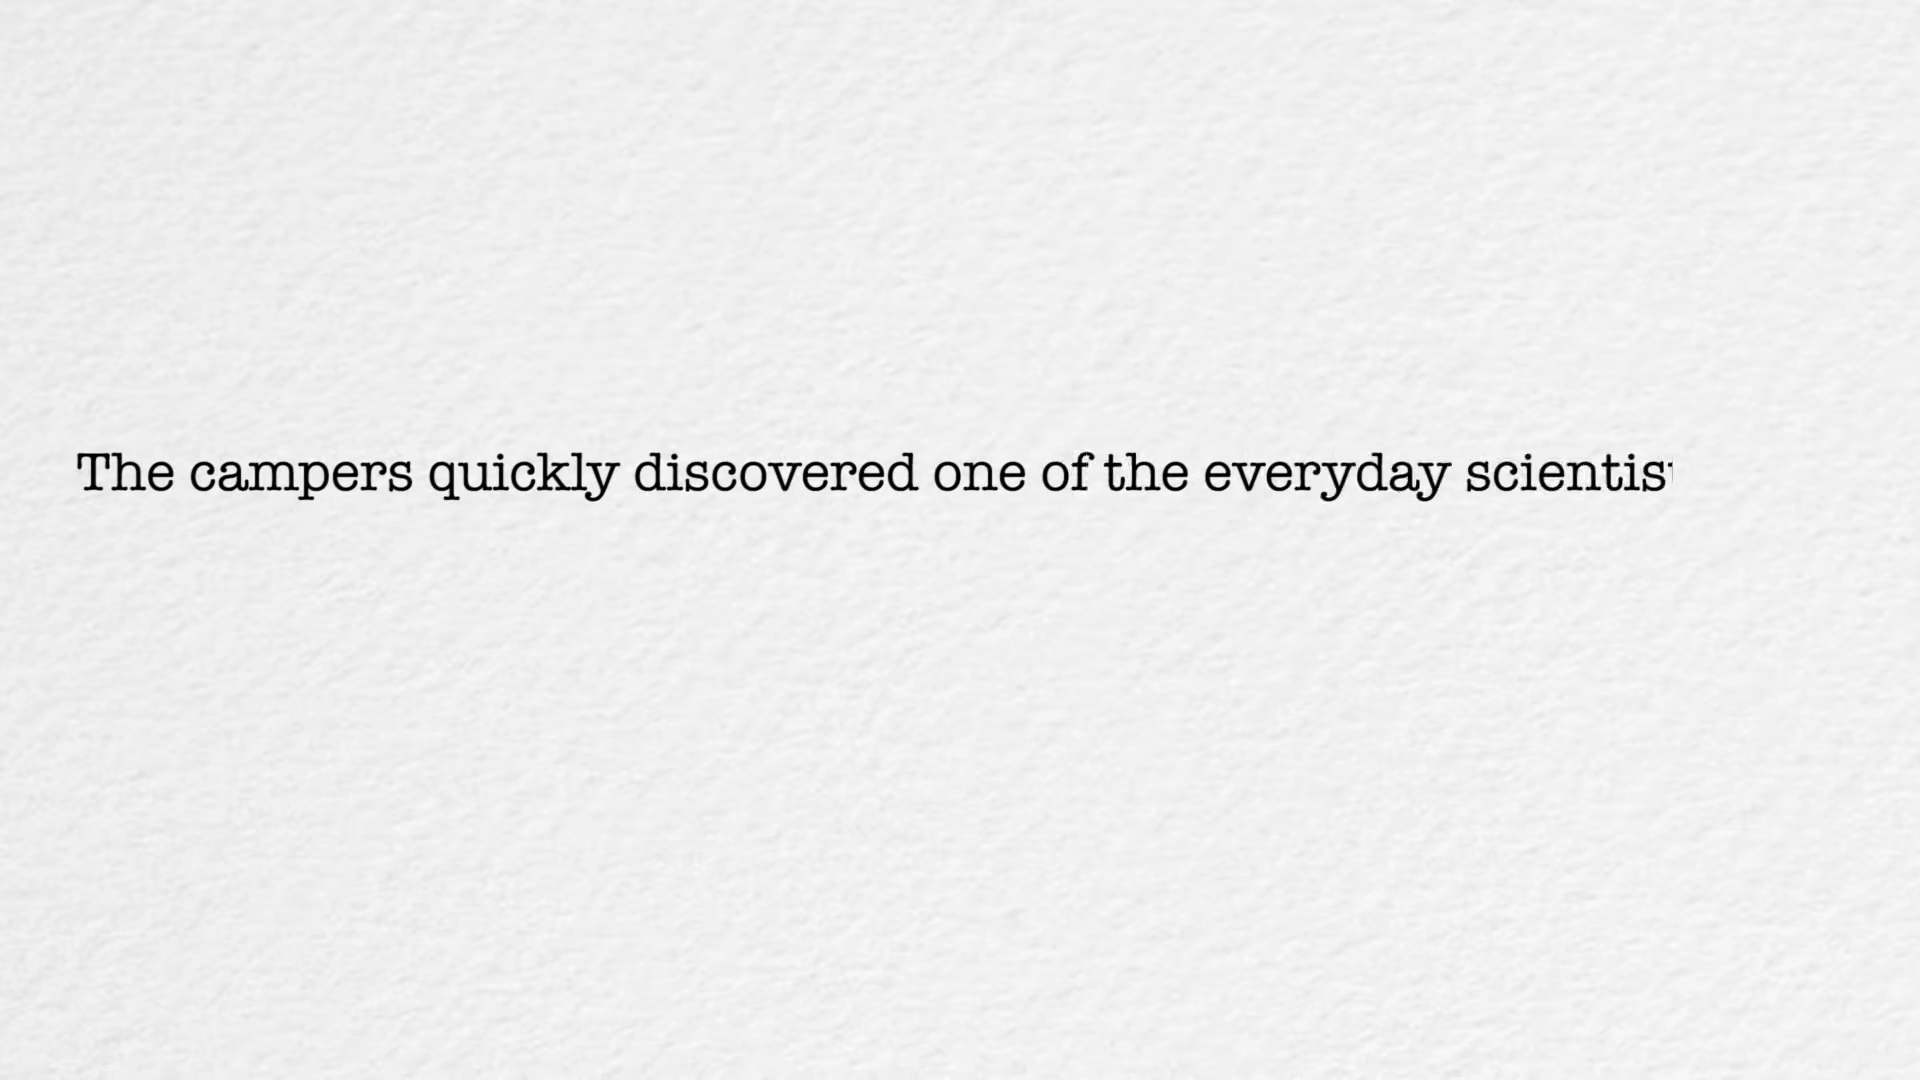 The campers quickly discovered one of the everyday scientis